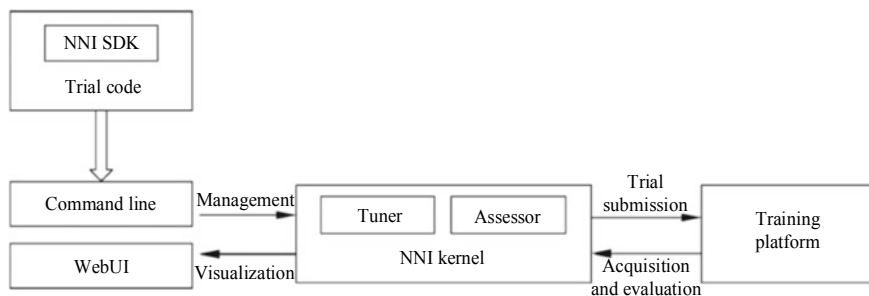 NNI SDK
Trial code
Command line
Management
WebUI
Visualization
Tuner
Assessor
NNI kernel
Trial
submission
Acquisition
and evaluation
Training
platform